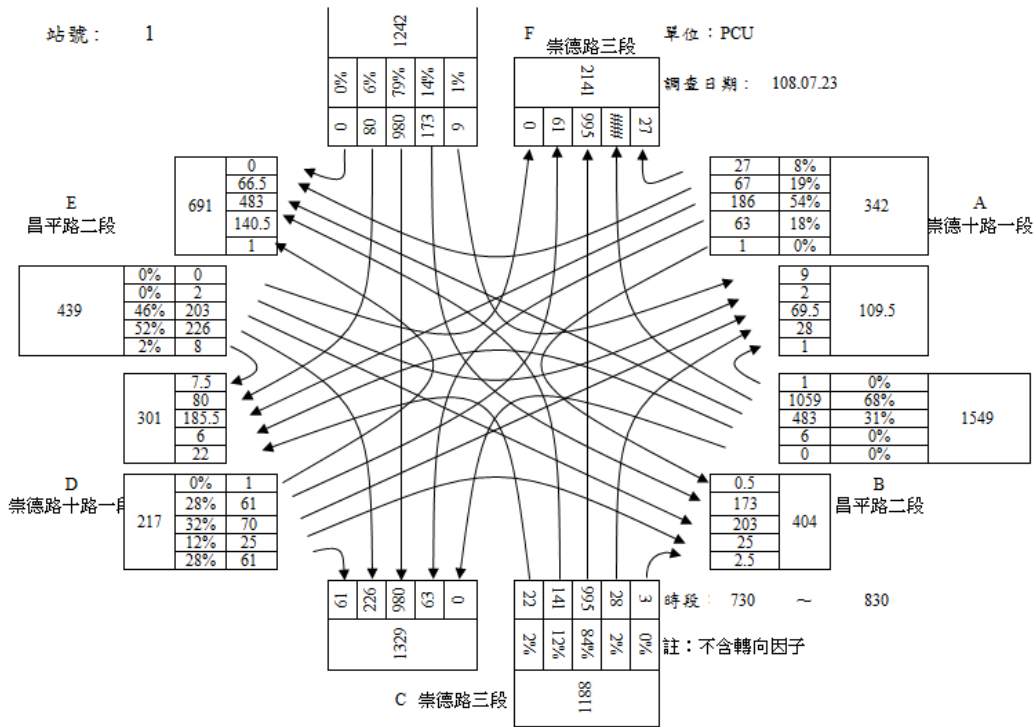 站號: 1
1242
0% 6% 79% 14% 1%
0 80 980 173 9
F
崇德路三段
2141
0 61 995 #### 27
單位：PCU
調查日期: 108.07.23
E
昌平路二段
691
0
66.5
483
140.5
1
27 8%
67 19%
186 54%
63 18%
1 0%
342
A
崇德十路一段
439
0% 0
0% 2
46% 203
52% 226
2% 8
9
2
69.5
28
1
109.5
301
7.5
80
185.5
6
22
1 0%
1059 68%
483 31%
6 0%
0 0%
1549
D
崇德路十路一段
217
0% 1
28% 61
32% 70
12% 25
28% 61
0.5
173
203
25
2.5
404
B
昌平路二段
61 226 980 63 0
1329
22 141 995 28 3
2% 12% 84% 2% 0%
1188
C 崇德路三段
時段: 730 ～ 830
註：不含轉向因子